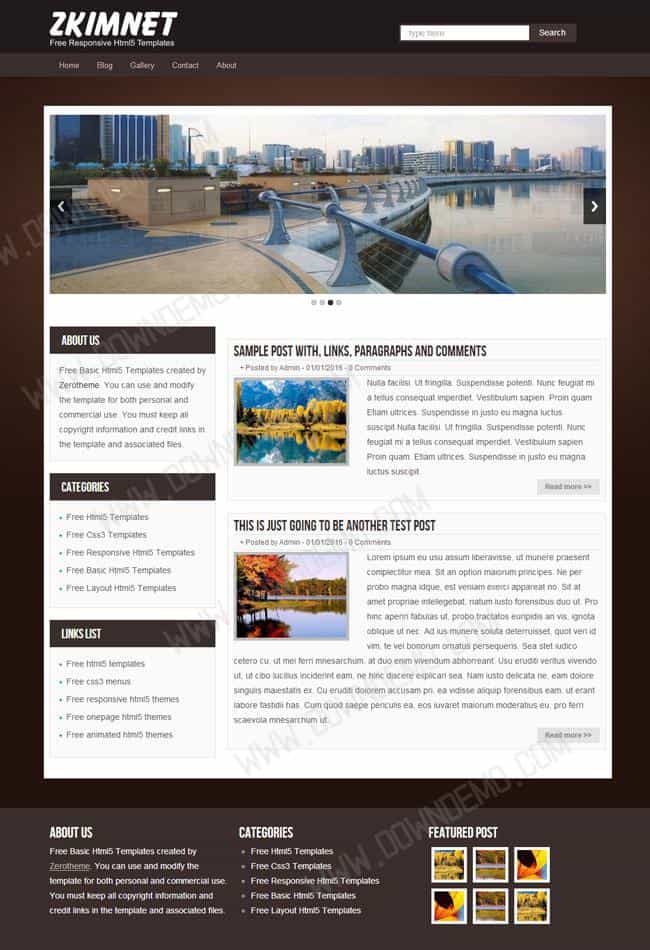 ZKIMNET
Free Responsive Html5 Templates
type here
Search
Home
Blog
Gallery
Contact
About
ABOUT US
Free Basic Html5 Templates created by
Zerotheme. You can use and modify
the template for both personal and
commercial use. You must keep all
copyright information and credit links in
the template and associated files.
CATEGORIES
Free Html5 Templates
Free Css3 Templates
Free Responsive Html5 Templates
Free Basic Html5 Templates
Free Layout Html5 Templates
LINKS LIST
Free html5 templates
Free css3 menus
Free responsive html5 themes
Free onepage html5 themes
Free animated html5 themes
SAMPLE POST WITH, LINKS, PARAGRAPHS AND COMMENTS
• Posted by Admin - 01/01/2015 - 0 Comments
Nulla facilisi. Ut fringilla. Suspendisse potenti. Nunc feugiat mi
a tellus consequat imperdiet. Vestibulum sapien. Proin quam.
Etiam ultrices. Suspendisse in justo eu magna luctus
suscipit.Nulla facilisi. Ut fringilla. Suspendisse potenti. Nunc
feugiat mi a tellus consequat imperdiet. Vestibulum sapien.
Proin quam. Etiam ultrices. Suspendisse in justo eu magna
luctus suscipit.
Read more >>
THIS IS JUST GOING TO BE ANOTHER TEST POST
• Posted by Admin - 01/01/2015 - 0 Comments
Lorem ipsum eu usu assum liberavisse, ut munere praesent
complectitur mea. Sit an option maiorum principes. Ne per
probo magna idque, est veniam exerci appareat no. Sit at
amet propriae intellegebat, natum iusto forensibus duo ut. Pro
hinc aperiri fabulas ut, probo tractatos euripidis an vis, ignota
oblique ut nec. Ad ius munere soluta deterruisset, quot veri id
vim, te vel bonorum ornatus persequeris. Sea stet iudico
cetero cu, ut mei ferri mnesarchum, at duo enim vivendum abhorreant. Usu eruditi veritus vivendo
ut, ut cibo lucilius inciderint eam, ne hinc dicere explicari sea. Nam iusto delicata ne, eam dolore
singulis maiestatis ex. Cu eruditi dolorem accusam pri, ea vidisse aliquip forensibus eam, ut erant
labore fastidii has. Cum quod saepe periculis ea, eos iuvaret maiorum moderatius eu, pro ferri
scaevola mnesarchum ut.
Read more >>
ABOUT US
Free Basic Html5 Templates created by
Zerotheme. You can use and modify the
template for both personal and commercial use.
You must keep all copyright information and
credit links in the template and associated files.
CATEGORIES
Free Html5 Templates
Free Css3 Templates
Free Responsive Html5 Templates
Free Basic Html5 Templates
Free Layout Html5 Templates
FEATURED POST
WWW.DOWNDEMO.COM
WWW.DOWNDEMO.COM